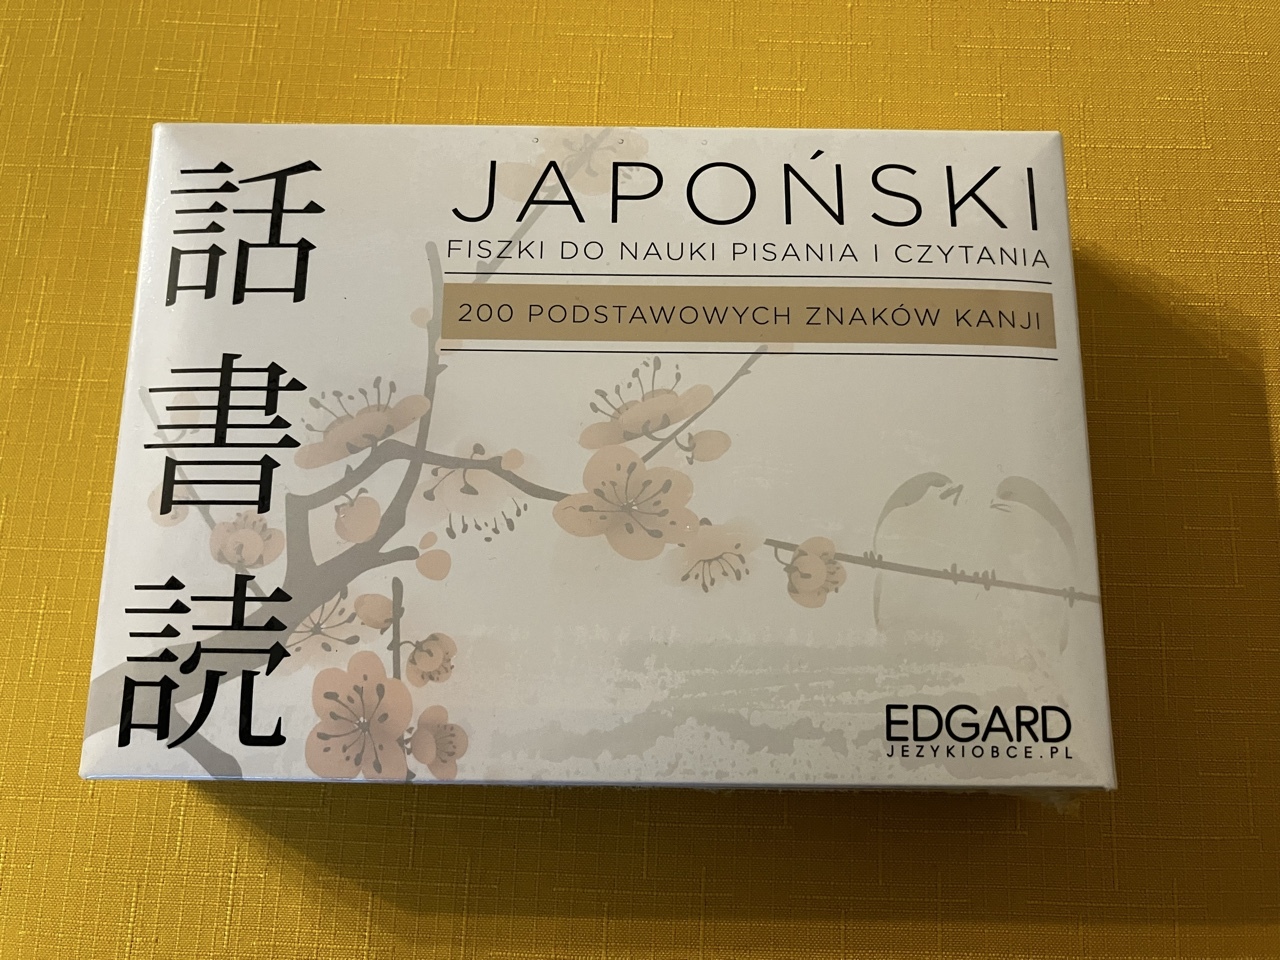 話
書
読
JAPOŃSKI
FISZKI DO NAUKI PISANIA I CZYTANIA
200 PODSTAWOWYCH ZNAKÓW KANJI
EDGARD
JEZYKIOBCE.PL